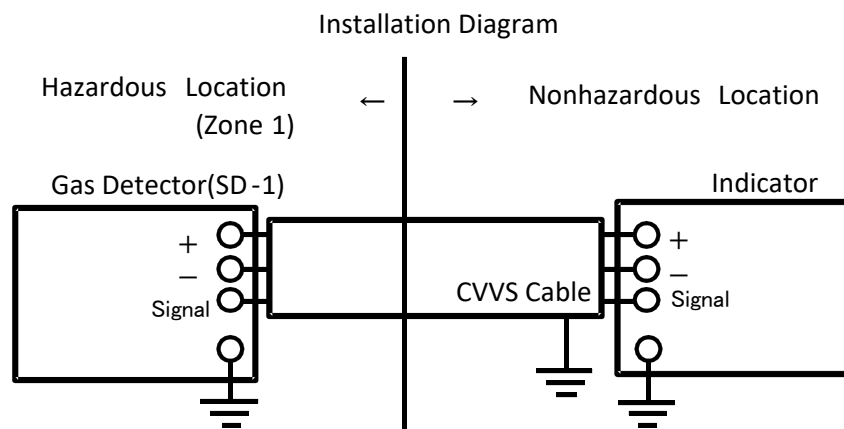 Installation Diagram
Hazardous Location ← → Nonhazardous Location
(Zone 1)
Gas Detector(SD-1) Indicator
+ +
− −
Signal CVVS Cable Signal